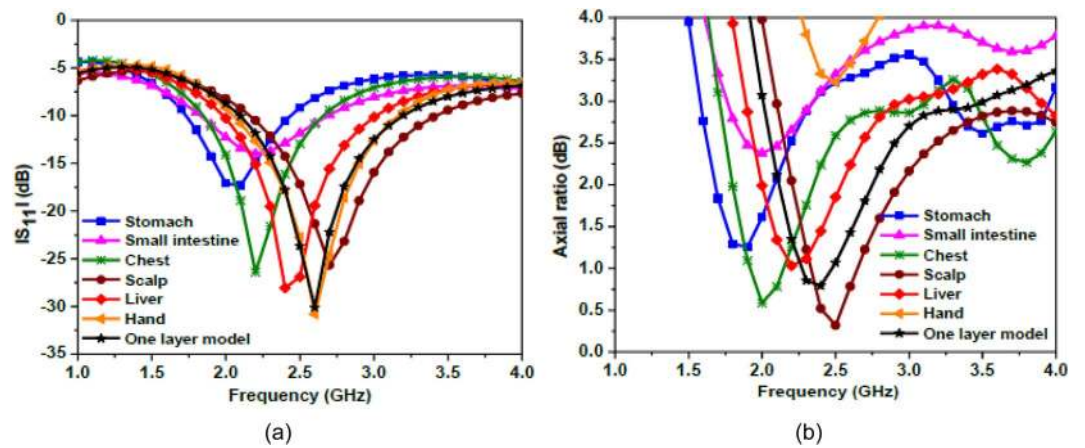 0
-5
-10
-15
-20
-25
-30
-35
IS11I (dB)
Stomach
Small intestine
Chest
Scalp
Liver
Hand
One layer model
1.0 1.5 2.0 2.5 3.0 3.5 4.0
Frequency (GHz)
(a)
4.0
3.5
3.0
2.5
2.0
1.5
1.0
0.5
0.0
Axial ratio (dB)
Stomach
Small intestine
Chest
Scalp
Liver
Hand
One layer model
1.0 1.5 2.0 2.5 3.0 3.5 4.0
Frequency (GHz)
(b)